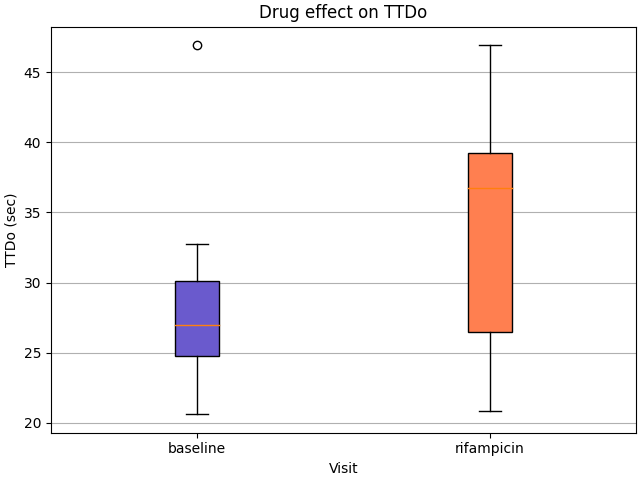 Drug effect on TTDo
TTDo (sec)
45
40
35
30
25
20
baseline
rifampicin
Visit